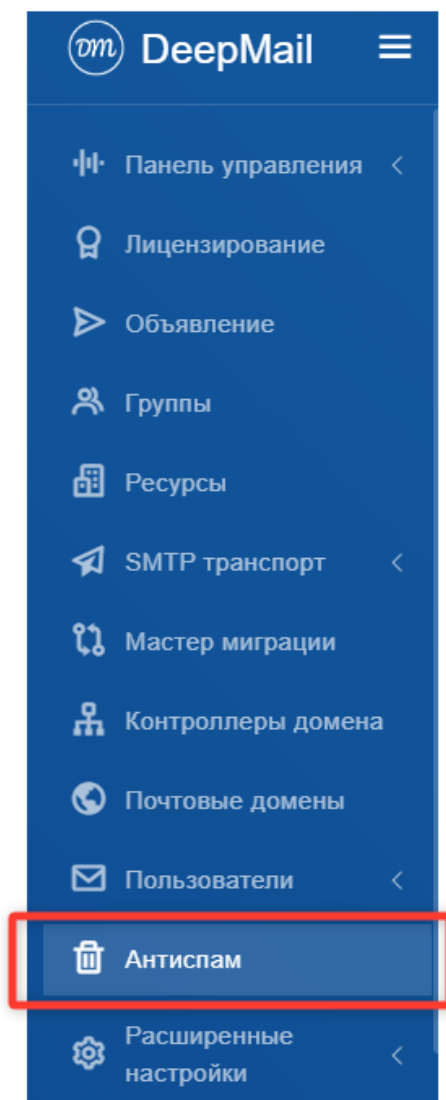 dm DeepMail
Панель управления
Лицензирование
Объявление
Группы
Ресурсы
SMTP транспорт
Мастер миграции
Контроллеры домена
Почтовые домены
Пользователи
Антиспам
Расширенные
настройки